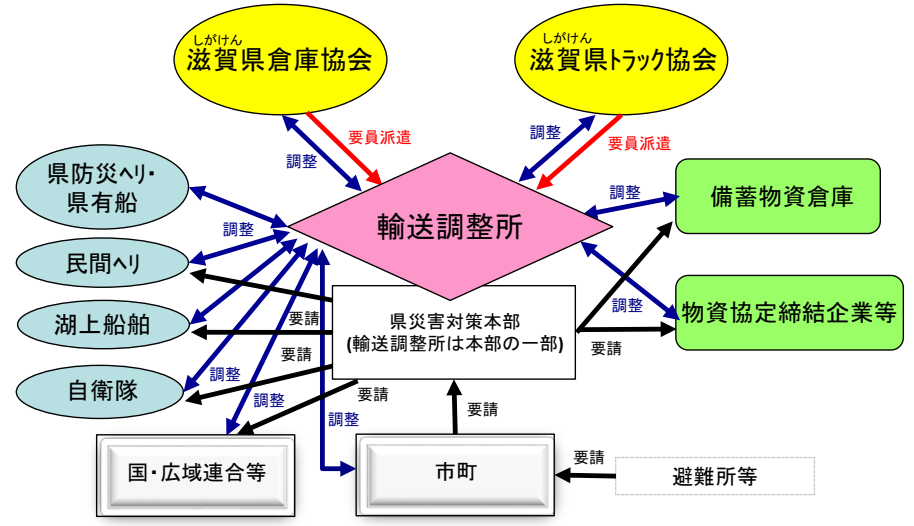 しがけん
滋賀県倉庫協会
しがけん
滋賀県トラック協会
要員派遣
調整
調整
要員派遣
県防災ヘリ・
県有船
調整
輸送調整所
調整
備蓄物資倉庫
民間ヘリ
湖上船舶
要請
県災害対策本部
(輸送調整所は本部の一部)
調整
物資協定締結企業等
要請
自衛隊
調整
要請
要請
調整
調整
要請
国・広域連合等
市町
要請
避難所等